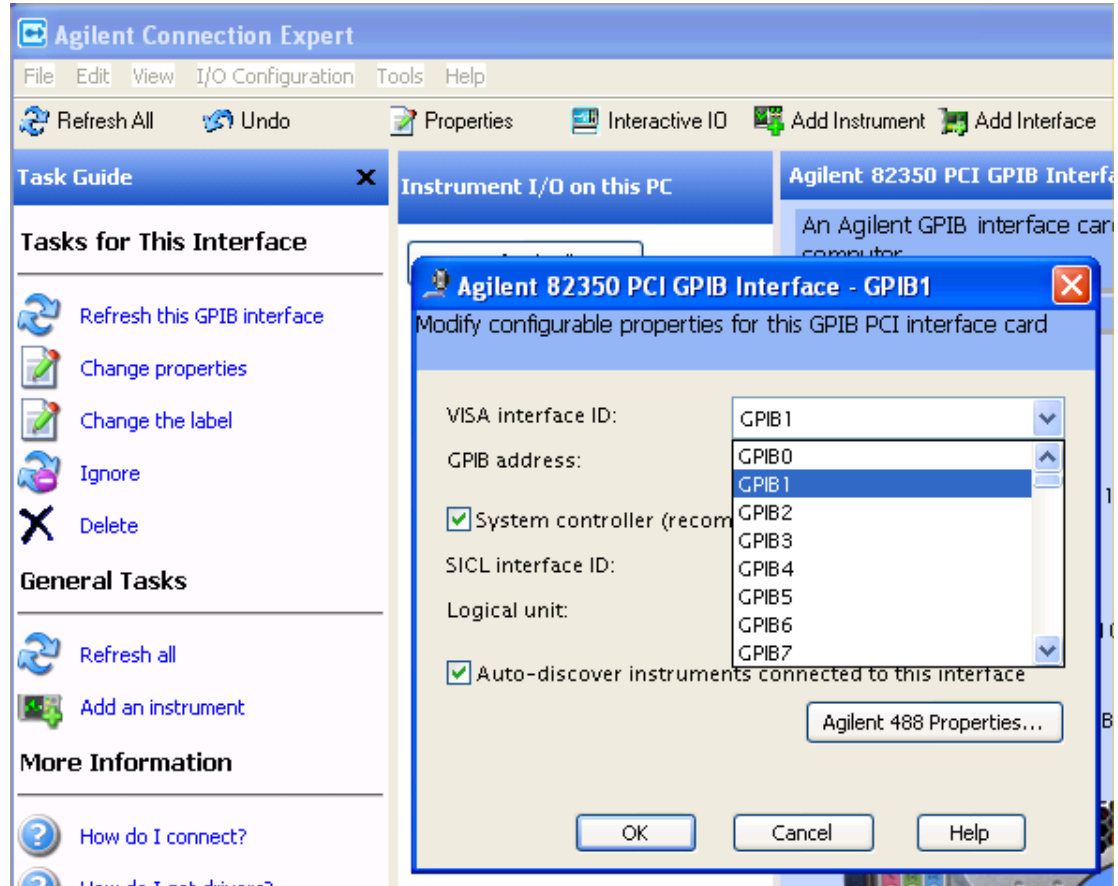 Agilent Connection Expert
File Edit View I/O Configuration Tools Help
Refresh All Undo Properties Interactive IO Add Instrument Add Interface
Task Guide
Tasks for This Interface
Refresh this GPIB interface
Change properties
Change the label
Ignore
Delete
General Tasks
Refresh all
Add an instrument
More Information
How do I connect?
Instrument I/O on this PC
Agilent 82350 PCI GPIB Interfa
An Agilent GPIB interface car
computer
Agilent 82350 PCI GPIB Interface - GPIB1
Modify configurable properties for this GPIB PCI interface card
VISA interface ID: GPIB1
GPIB address:
GPIB0
GPIB1
GPIB2
GPIB3
GPIB4
GPIB5
GPIB6
GPIB7
System controller (recom
SICL interface ID:
Logical unit:
Auto-discover instruments connected to this interface
Agilent 488 Properties...
OK Cancel Help